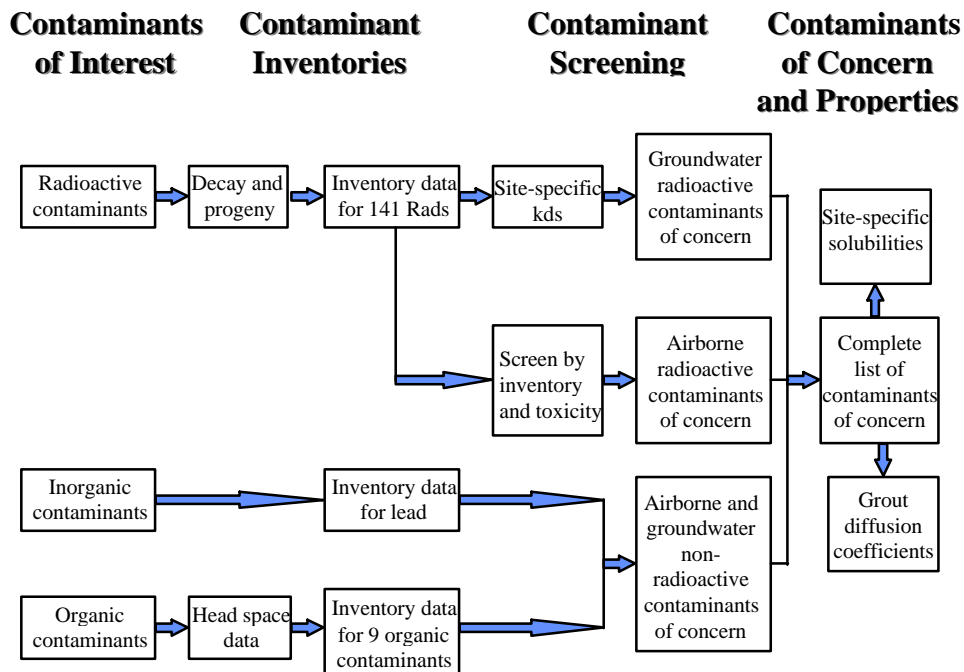 Contaminants
of Interest
Contaminant
Inventories
Contaminant
Screening
Contaminants
of Concern
and Properties
Radioactive
contaminants
Decay and
progeny
Inventory data
for 141 Rads
Site-specific
kds
Groundwater
radioactive
contaminants
of concern
Site-specific
solubilities
Screen by
inventory
and toxicity
Airborne
radioactive
contaminants
of concern
Complete
list of
contaminants
of concern
Inorganic
contaminants
Inventory data
for lead
Airborne and
groundwater
non-
radioactive
contaminants
of concern
Grout
diffusion
coefficients
Organic
contaminants
Head space
data
Inventory data
for 9 organic
contaminants